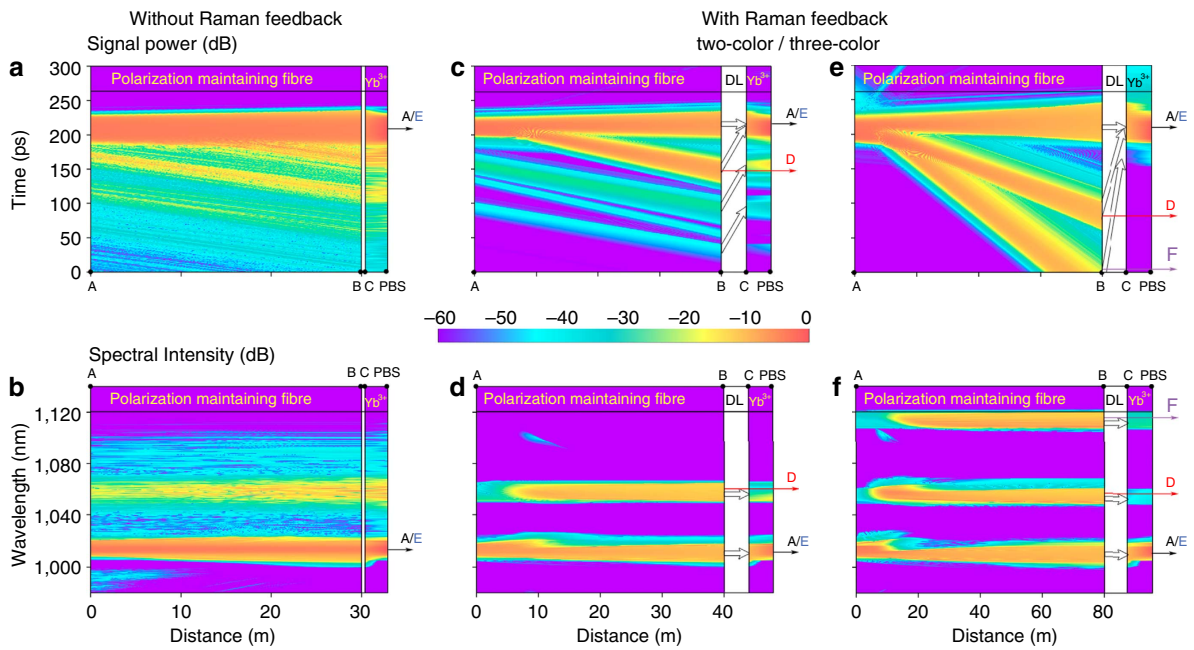 Without Raman feedback
With Raman feedback
Signal power (dB)
two-color / three-color
a
Polarization maintaining fibre
Yb³⁺
c
Polarization maintaining fibre
DL
Yb³⁺
e
Polarization maintaining fibre
DL
Yb³⁺
Time (ps)
300
250
200
150
100
50
0
A/E
A/E
D
A/E
D
F
A
B C PBS
A
B
C PBS
A
B
C PBS
−60
−50
−40
−30
−20
−10
0
Spectral Intensity (dB)
A
B C PBS
A
B
C PBS
A
B
C PBS
b
Polarization maintaining fibre
Yb³⁺
d
Polarization maintaining fibre
DL
Yb³⁺
f
Polarization maintaining fibre
DL
Yb³⁺
Wavelength (nm)
1,120
1,080
1,040
1,000
A/E
D
A/E
F
D
A/E
0
10
20
30
0
10
20
30
40
0
20
40
60
80
Distance (m)
Distance (m)
Distance (m)